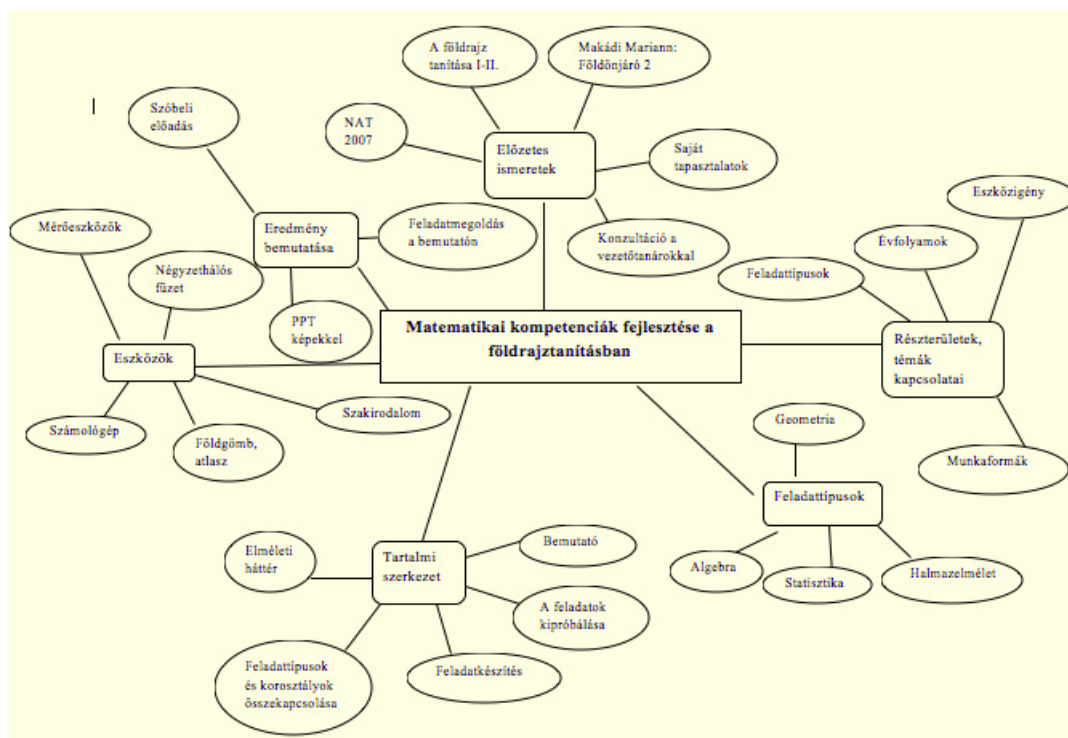 A földrajz
tanítása I-II.
Makádi Mariann:
Földönjáró 2
Szóbeli
előadás
NAT
2007
Előzetes
ismeretek
Saját
tapasztalatok
Eszközigény
Mérőeszközök
Eredmény
bemutatása
Feladatmegoldás
a bemutatón
Konzultáció a
vezetőtanárokkal
Évfolyamok
Négyzethálós
füzet
Feladattípusok
PPT
képekkel
Matematikai kompetenciák fejlesztése a
földrajztanításban
Részterületek,
témák
kapcsolatai
Eszközök
Szakirodalom
Számológép
Földgömb,
atlasz
Geometria
Munkaformák
Feladattípusok
Elméleti
háttér
Tartalmi
szerkezet
Bemutató
Algebra
Statisztika
Halmazelmélet
A feladatok
kipróbálása
Feladattípusok
és korosztályok
összekapcsolása
Feladatkészítés